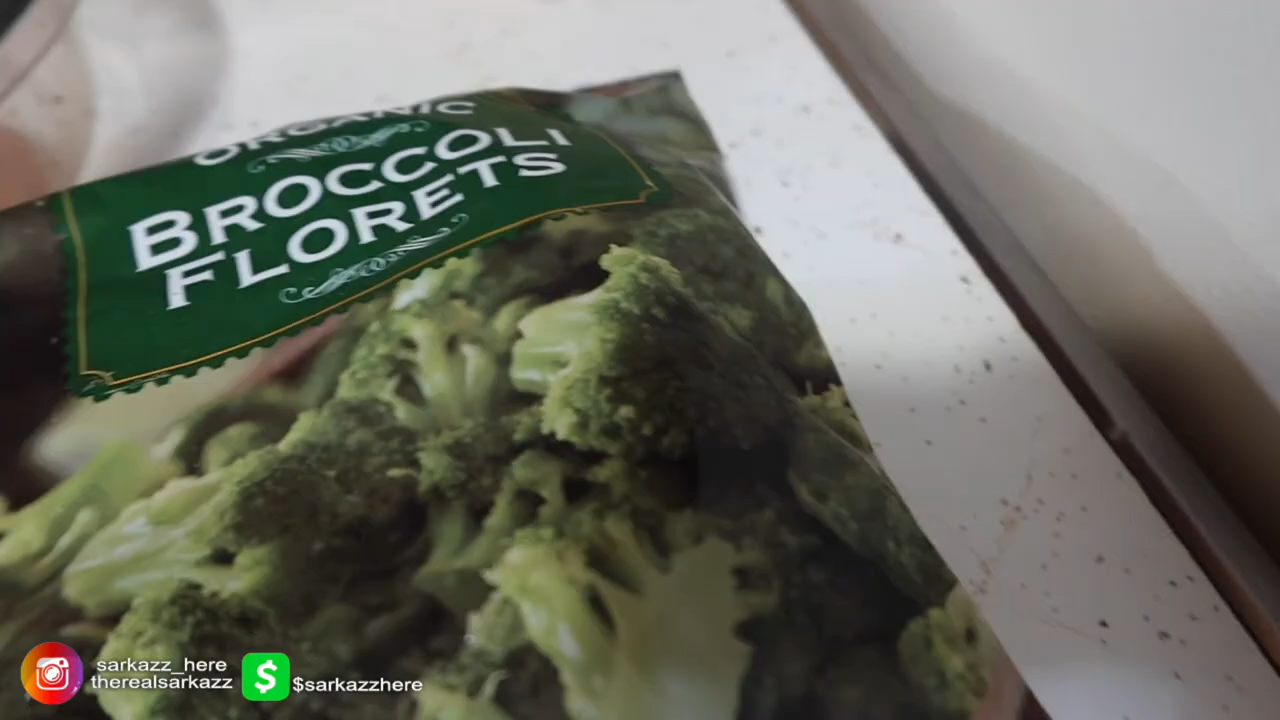 ORGANIC
BROCCOLI
FLORETS
sarkazz_here
therealsarkazz
$sarkazzhere